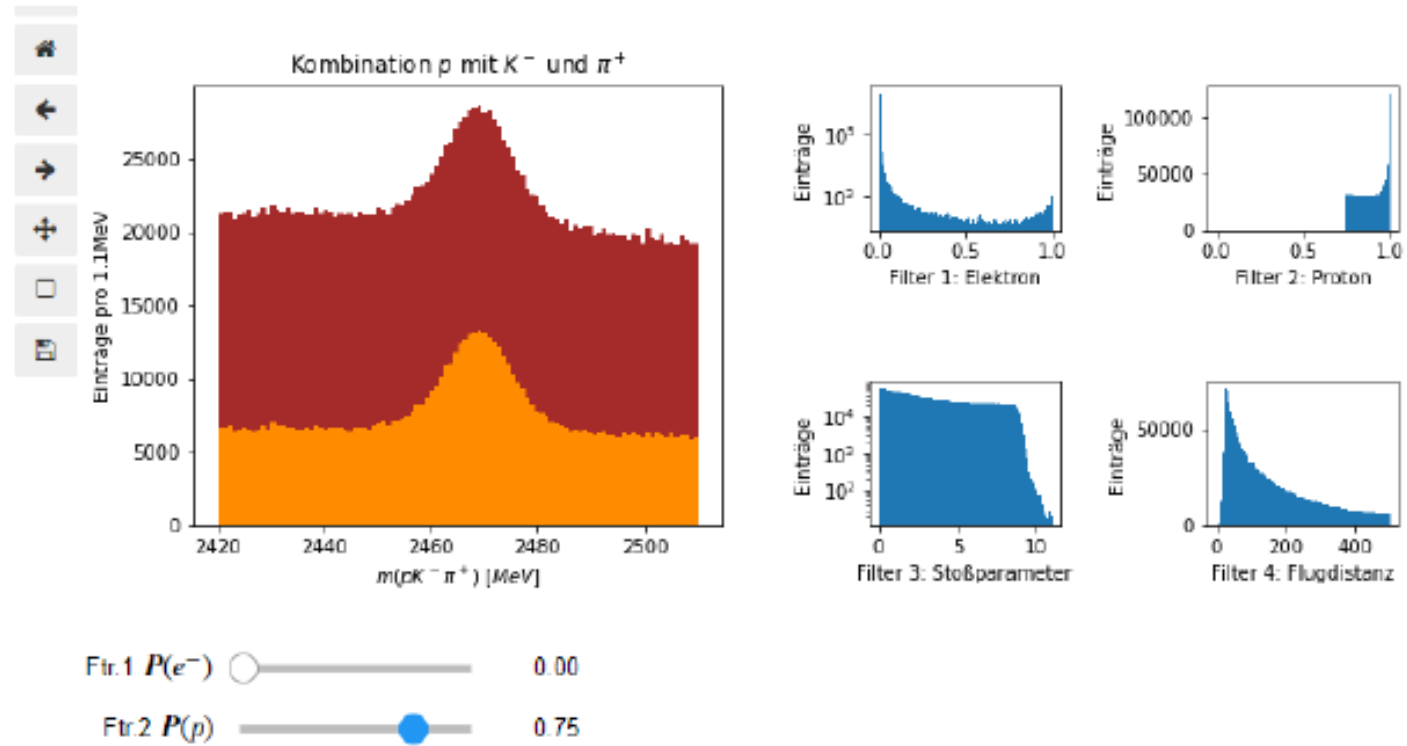 Kombination p mit K⁻ und π⁺
Einträge pro 1.1MeV
25000
20000
15000
10000
5000
0
2420 2440 2460 2480 2500
m(pK⁻π⁺) [MeV]
Einträge
10⁵
0.0 0.5 1.0
Filter 1: Elektron
Einträge
100000
50000
0
0.0 0.5 1.0
Filter 2: Proton
Einträge
10⁴
10³
10²
0 5 10
Filter 3: Stoßparameter
Einträge
50000
0
0 200 400
Filter 4: Flugdistanz
Ftr.1 P(e⁻) 0.00
Ftr.2 P(p) 0.75